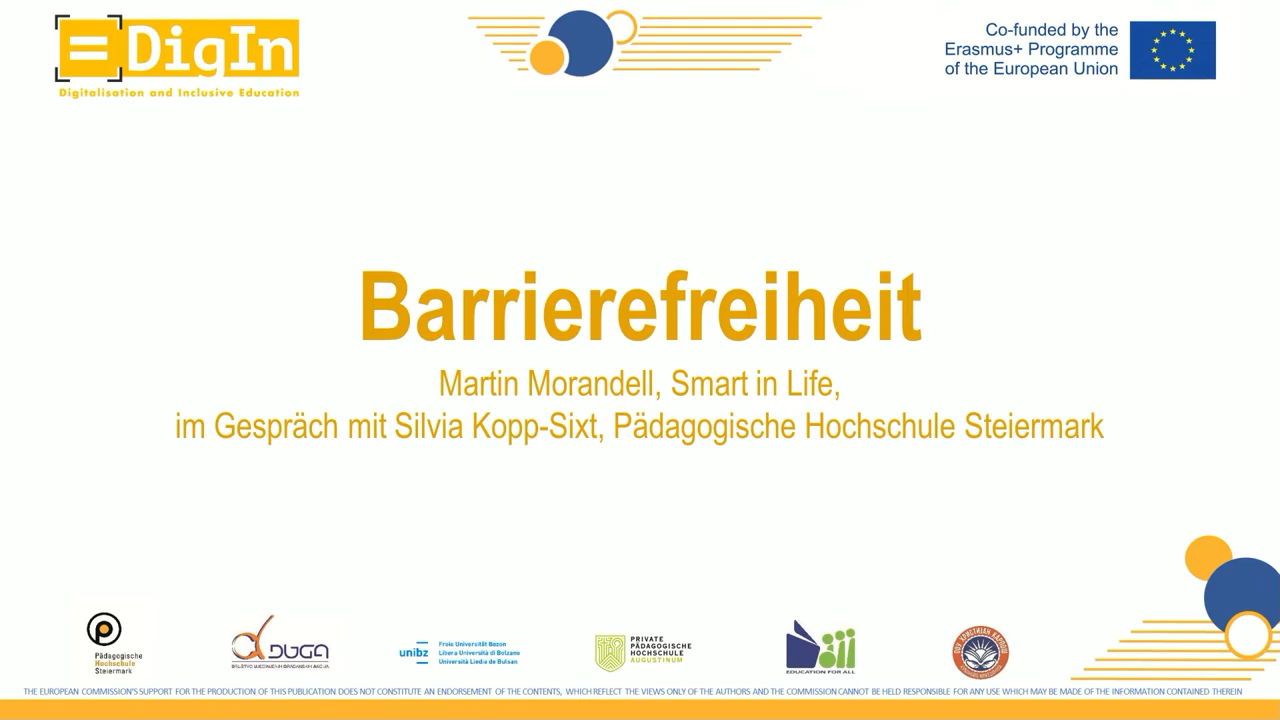 =DigIn
Digitalisation and Inclusive Education
Co-funded by the
Erasmus+ Programme
of the European Union
Barrierefreiheit
Martin Morandell, Smart in Life,
im Gespräch mit Silvia Kopp-Sixt, Pädagogische Hochschule Steiermark
Pädagogische
Hochschule
Steiermark
DUGA
unibz
Freie Universität Bozen
Libera Università di Bolzano
Università Liedia de Bulsan
PRIVATE
PÄDAGOGISCHE
HOCHSCHULE
AUGUSTINUM
EDUCATION FOR ALL
THE EUROPEAN COMMISSION'S SUPPORT FOR THE PRODUCTION OF THIS PUBLICATION DOES NOT CONSTITUTE AN ENDORSEMENT OF THE CONTENTS, WHICH REFLECT THE VIEWS ONLY OF THE AUTHORS AND THE COMMISSION CANNOT BE HELD RESPONSIBLE FOR ANY USE WHICH MAY BE MADE OF THE INFORMATION CONTAINED THEREIN